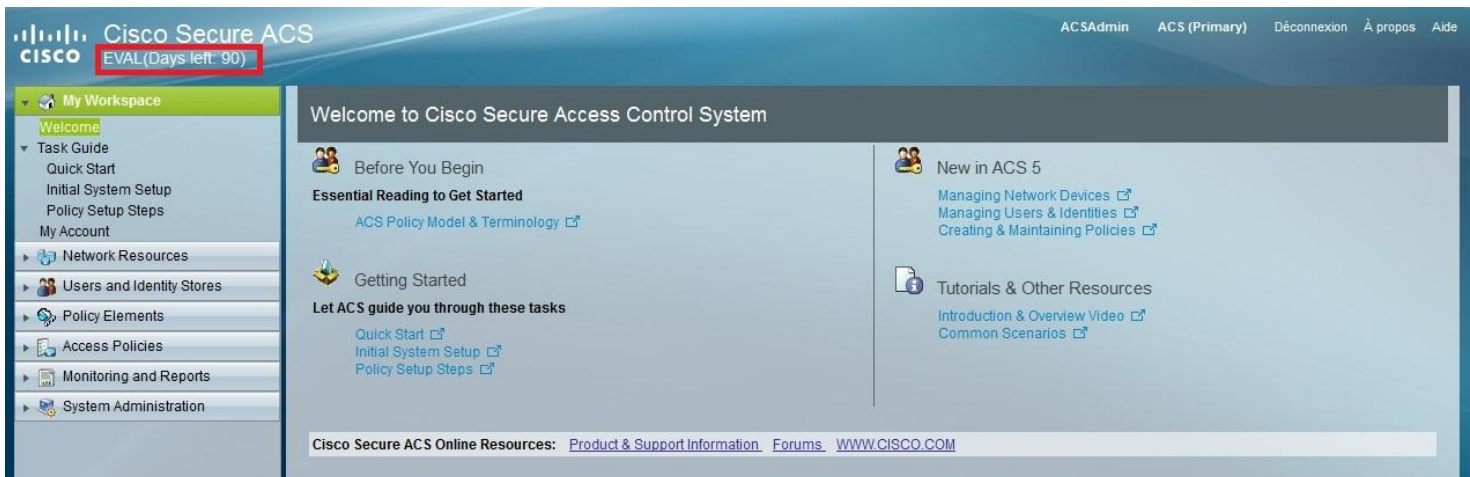 CISCO
Cisco Secure ACS
EVAL(Days left: 90)
ACSAdmin ACS (Primary) Déconnexion À propos Aide
My Workspace
Welcome
Task Guide
Quick Start
Initial System Setup
Policy Setup Steps
My Account
Network Resources
Users and Identity Stores
Policy Elements
Access Policies
Monitoring and Reports
System Administration
Welcome to Cisco Secure Access Control System
Before You Begin
Essential Reading to Get Started
ACS Policy Model & Terminology
Getting Started
Let ACS guide you through these tasks
Quick Start
Initial System Setup
Policy Setup Steps
New in ACS 5
Managing Network Devices
Managing Users & Identities
Creating & Maintaining Policies
Tutorials & Other Resources
Introduction & Overview Video
Common Scenarios
Cisco Secure ACS Online Resources: Product & Support Information Forums WWW.CISCO.COM